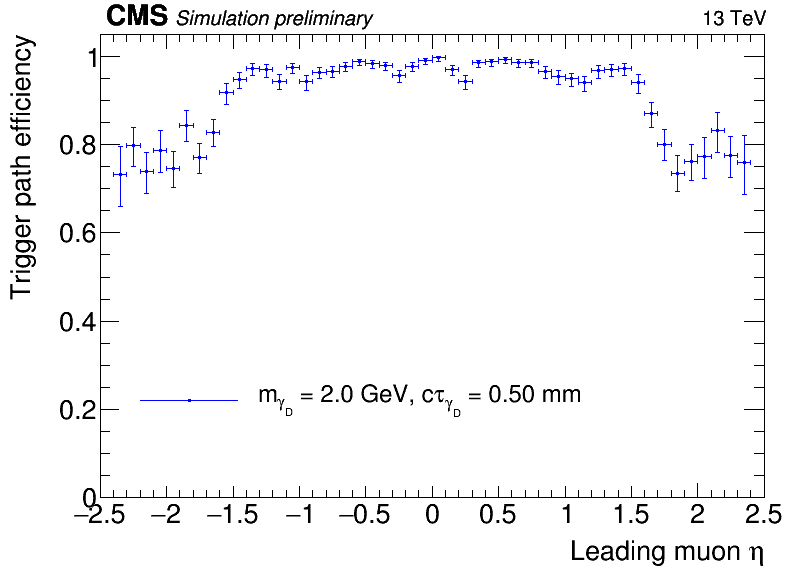 CMS Simulation preliminary 13 TeV
Trigger path efficiency
1
0.8
0.6
0.4
0.2
0
m_γ_D = 2.0 GeV, cτ_γ_D = 0.50 mm
−2.5 −2 −1.5 −1 −0.5 0 0.5 1 1.5 2 2.5
Leading muon η